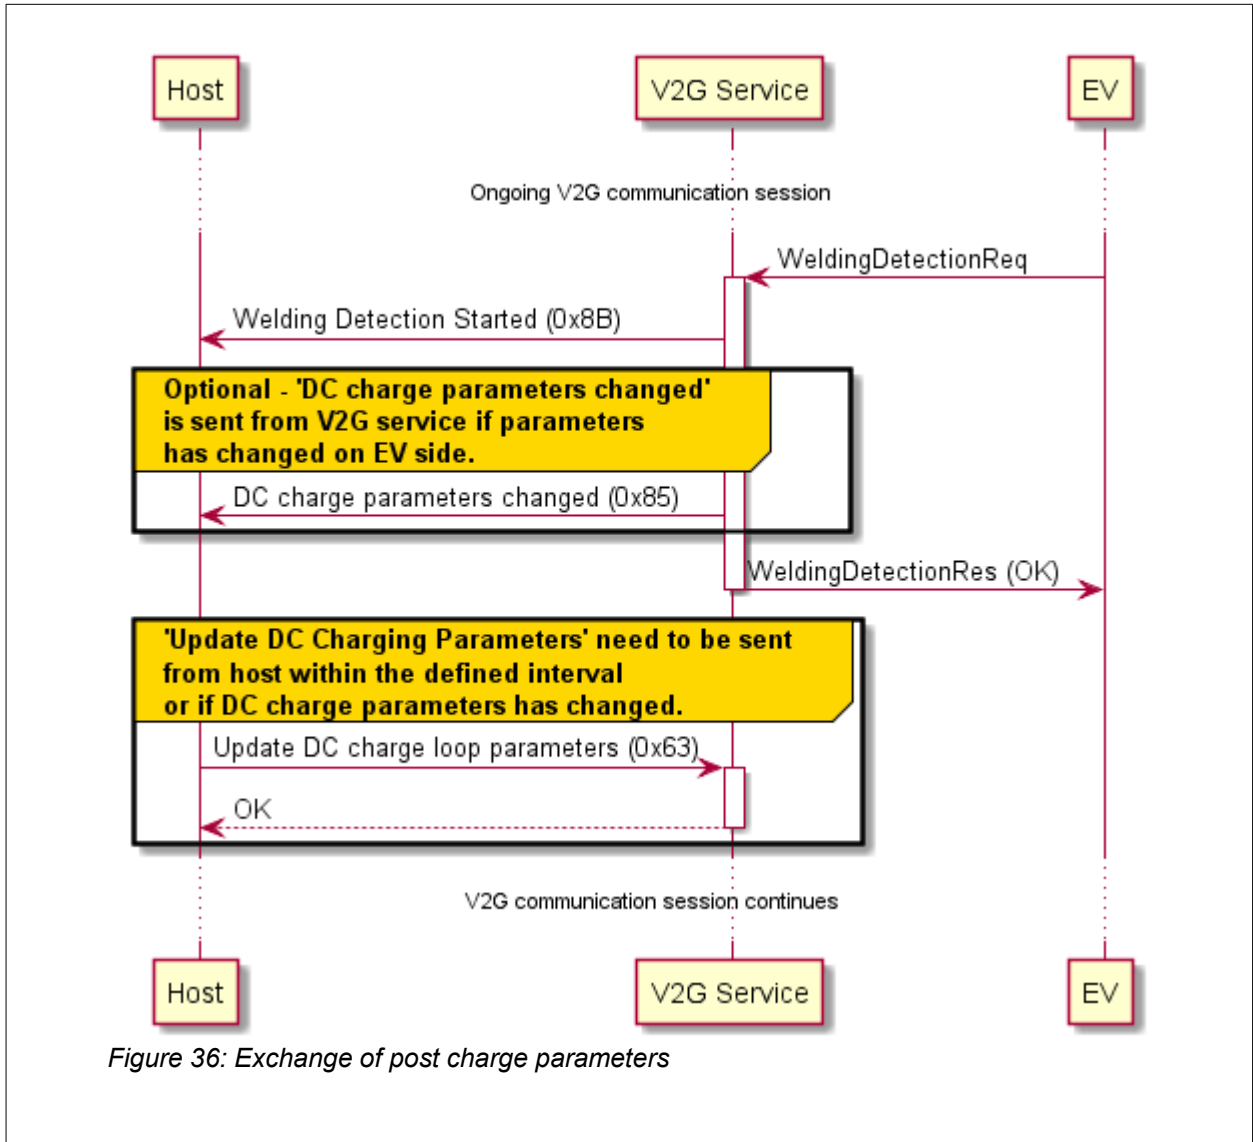 Host
V2G Service
EV
Ongoing V2G communication session
WeldingDetectionReq
Welding Detection Started (0x8B)
Optional - 'DC charge parameters changed'
is sent from V2G service if parameters
has changed on EV side.
DC charge parameters changed (0x85)
WeldingDetectionRes (OK)
'Update DC Charging Parameters' need to be sent
from host within the defined interval
or if DC charge parameters has changed.
Update DC charge loop parameters (0x63)
OK
V2G communication session continues
Host
V2G Service
EV
Figure 36: Exchange of post charge parameters